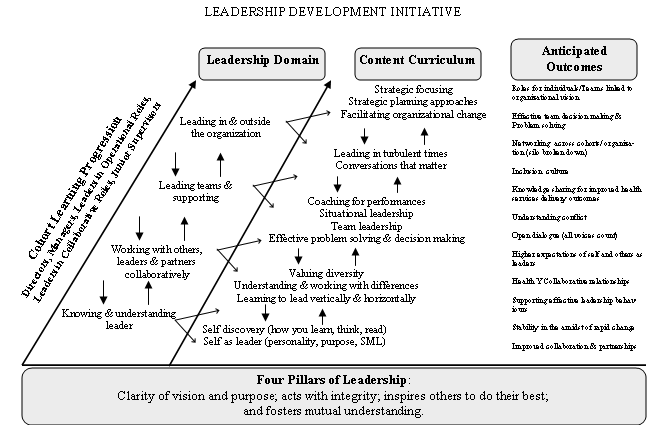 LEADERSHIP DEVELOPMENT INITIATIVE
Leadership Domain
Content Curriculum
Anticipated
Outcomes
Cohort Learning Progression
Directors, Managers, Leaders in Operational Roles,
Leaders in Collaborative Roles, Junior Supervisors
Leading in & outside
the organization
Leading teams &
supporting
Working with others,
leaders & partners
collaboratively
Knowing & understanding
leader
Strategic focusing
Strategic planning approaches
Facilitating organizational change
Leading in turbulent times
Conversations that matter
Coaching for performances
Situational leadership
Team leadership
Effective problem solving & decision making
Valuing diversity
Understanding & working with differences
Learning to lead vertically & horizontally
Self discovery (how you learn, think, read)
Self as leader (personality, purpose, SML)
Roles for individuals/Teams linked to
organizational vision
Effective team decision making &
Problem solving
Networking across cohorts/organisa-
tion (silo broken down)
Inclusion culture
Knowledge sharing for improved health
services delivery outcomes
Understanding conflict
Open dialogue (all voices count)
Higher expectations of self and others as
leaders
Health Y Collaborative relationships
Supporting effective leadership behav
iours
Stability in the amidst of rapid change
Improved collaboration & partnerships
Four Pillars of Leadership:
Clarity of vision and purpose; acts with integrity; inspires others to do their best;
and fosters mutual understanding.